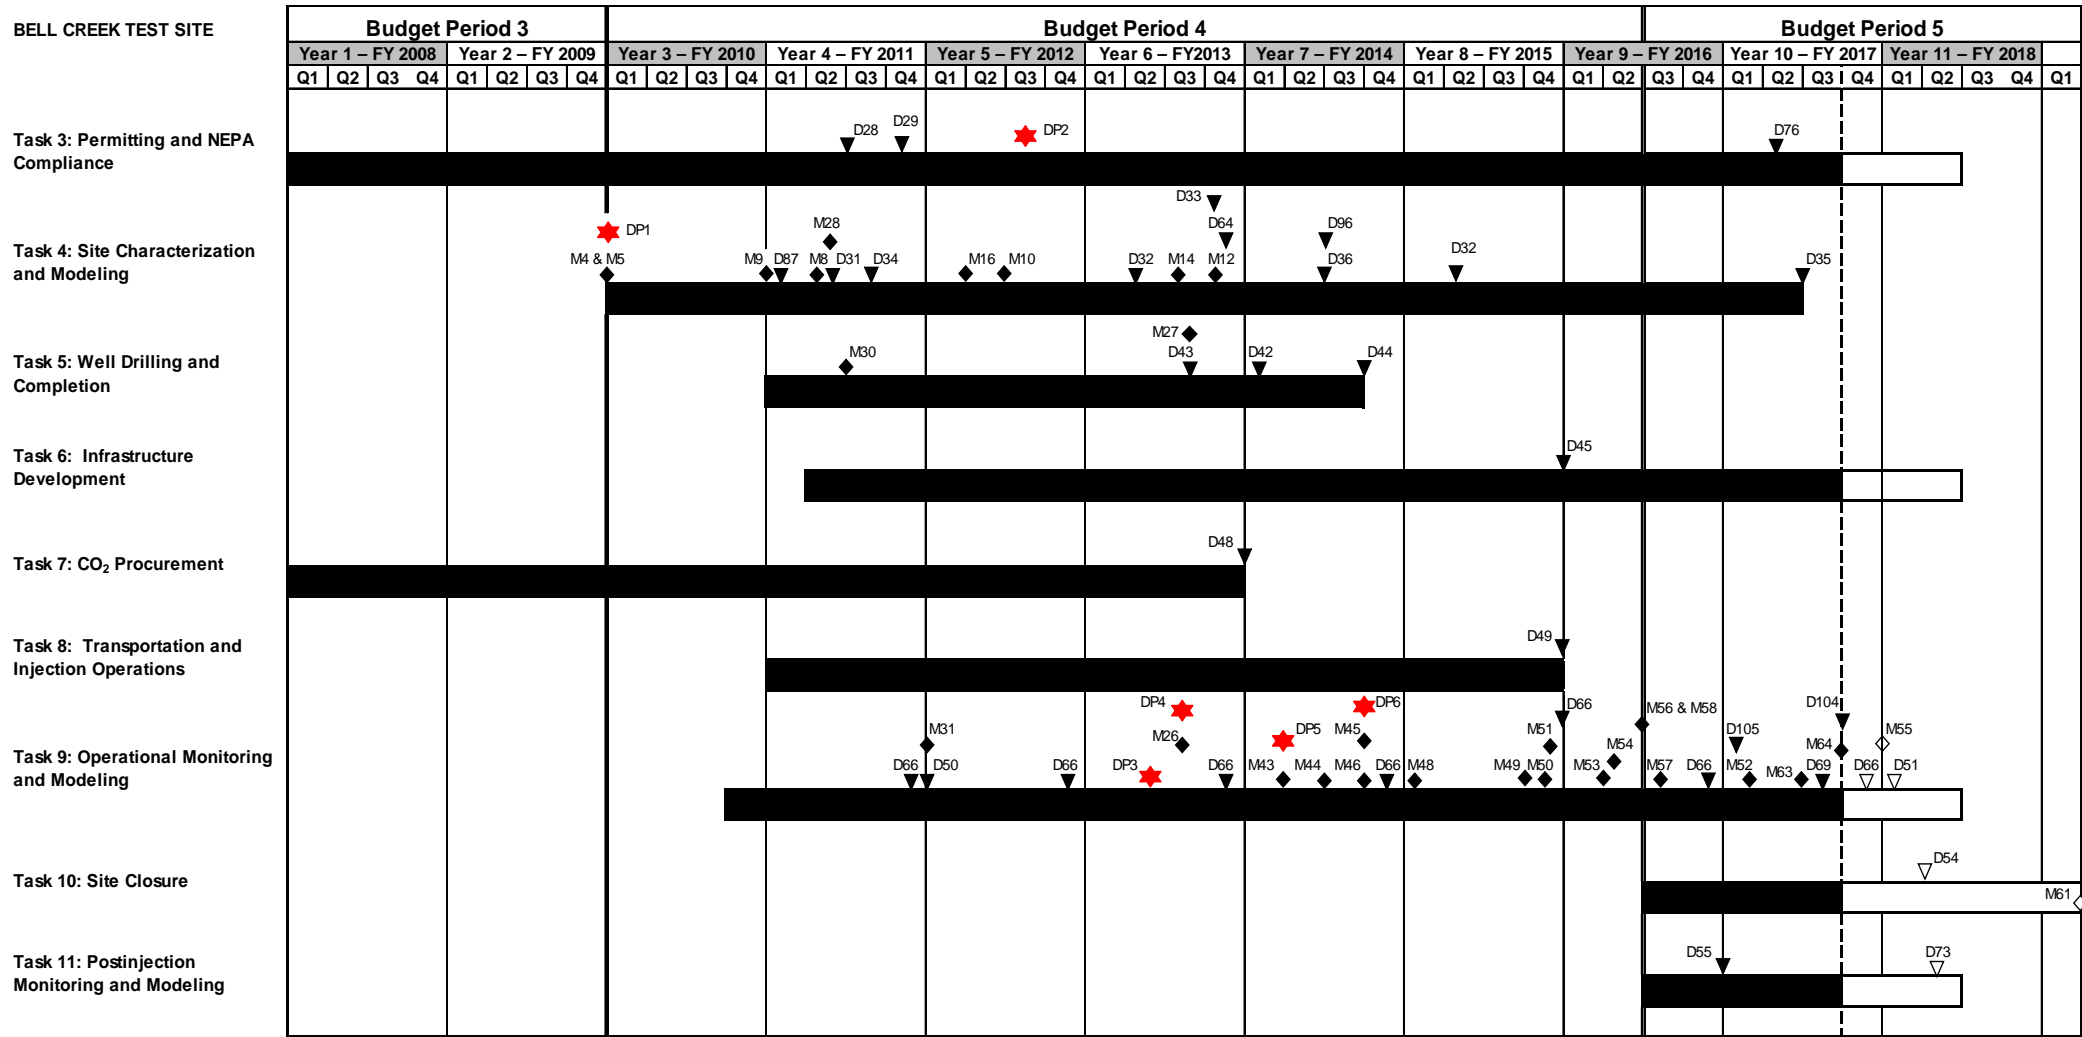 BELL CREEK TEST SITE
Budget Period 3
Budget Period 4
Budget Period 5
Year 1 – FY 2008
Year 2 – FY 2009
Year 3 – FY 2010
Year 4 – FY 2011
Year 5 – FY 2012
Year 6 – FY2013
Year 7 – FY 2014
Year 8 – FY 2015
Year 9 – FY 2016
Year 10 – FY 2017
Year 11 – FY 2018
Q1 Q2 Q3 Q4 Q1 Q2 Q3 Q4 Q1 Q2 Q3 Q4 Q1 Q2 Q3 Q4 Q1 Q2 Q3 Q4 Q1 Q2 Q3 Q4 Q1 Q2 Q3 Q4 Q1 Q2 Q3 Q4 Q1 Q2 Q3 Q4 Q1 Q2 Q3 Q4 Q1 Q2 Q3 Q4 Q1
Task 3: Permitting and NEPA
Compliance
D28
D29
DP2
D76
Task 4: Site Characterization
and Modeling
D33
DP1
M28
D64
D96
M4 & M5
M9
D87
M8
D31
D34
M16
M10
D32
M14
M12
D36
D32
D35
Task 5: Well Drilling and
Completion
M27
M30
D43
D42
D44
Task 6: Infrastructure
Development
D45
Task 7: CO₂ Procurement
D48
Task 8: Transportation and
Injection Operations
D49
Task 9: Operational Monitoring
and Modeling
DP4
DP6
D66
M56 & M58
D104
M31
M26
DP5
M45
M51
M54
D105
M64
M55
D66
D50
D66
DP3
D66
M43
M44
M46
D66
M48
M49
M50
M53
M57
D66
M52
M63
D69
D66
D51
Task 10: Site Closure
D54
M61
Task 11: Postinjection
Monitoring and Modeling
D55
D73